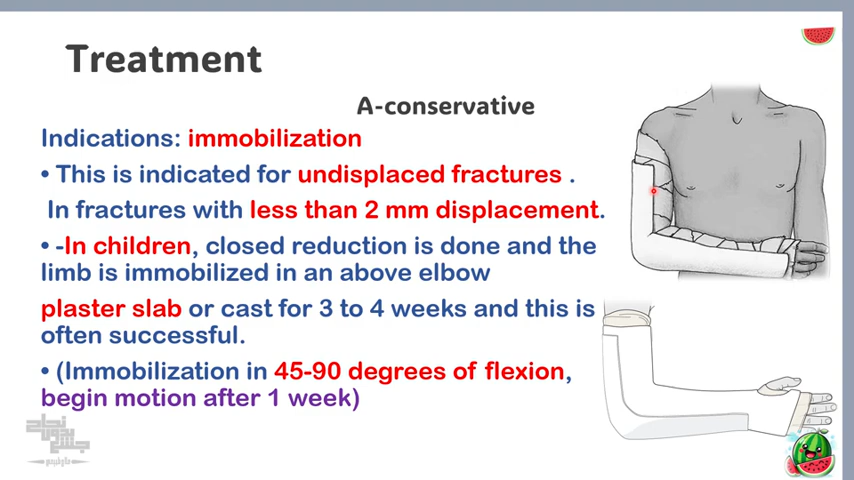 Treatment
A-conservative
Indications: immobilization
• This is indicated for undisplaced fractures .
In fractures with less than 2 mm displacement.
• -In children, closed reduction is done and the
limb is immobilized in an above elbow
plaster slab or cast for 3 to 4 weeks and this is
often successful.
• (Immobilization in 45-90 degrees of flexion,
begin motion after 1 week)
نجاح
بدون
جشع